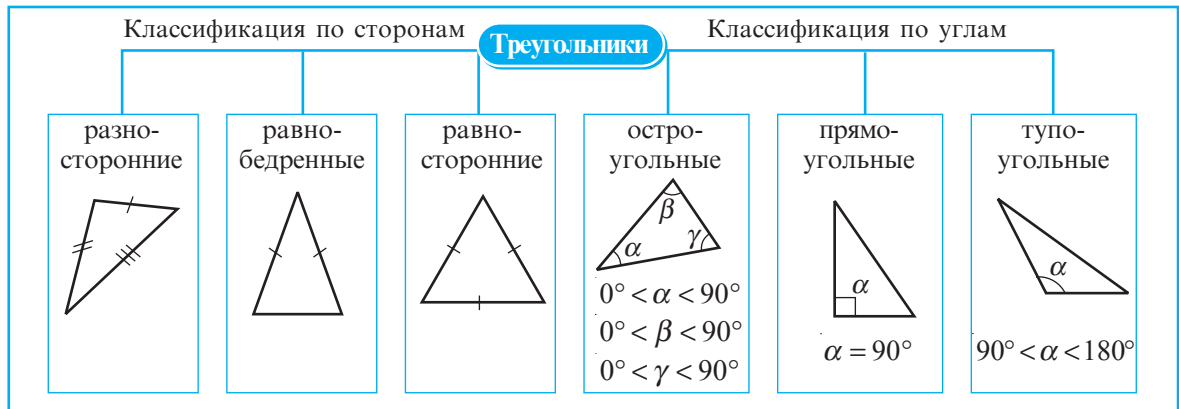 Классификация по сторонам
Треугольники
Классификация по углам
разно-
сторонние
равно-
бедренные
равно-
сторонние
остро-
угольные
β
α
γ
0° < α < 90°
0° < β < 90°
0° < γ < 90°
прямо-
угольные
α
α = 90°
тупо-
угольные
α
90° < α < 180°